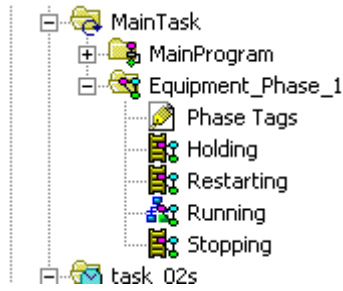 MainTask
MainProgram
Equipment_Phase_1
Phase Tags
Holding
Restarting
Running
Stopping
task_02s